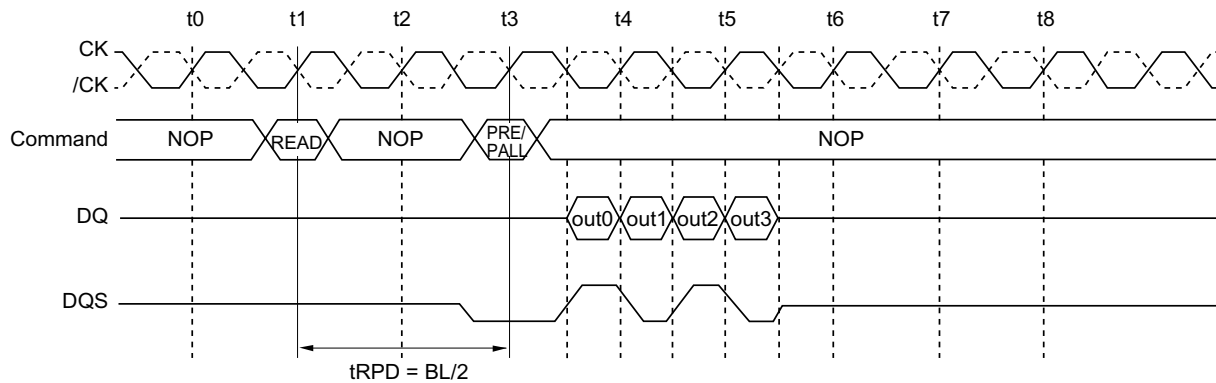 t0 t1 t2 t3 t4 t5 t6 t7 t8
CK
/CK
Command NOP READ NOP PRE/ PALL NOP
DQ out0 out1 out2 out3
DQS
tRPD = BL/2